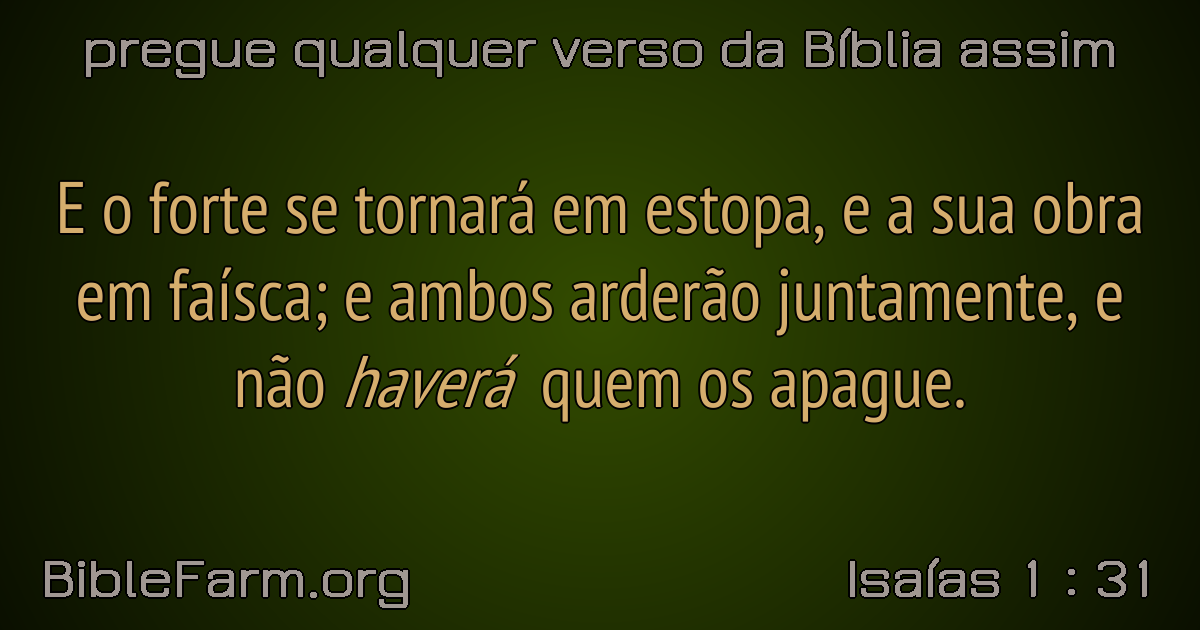 pregue qualquer verso da Bíblia assim
E o forte se tornará em estopa, e a sua obra
em faísca; e ambos arderão juntamente, e
não haverá quem os apague.
BibleFarm.org
Isaías 1 : 31